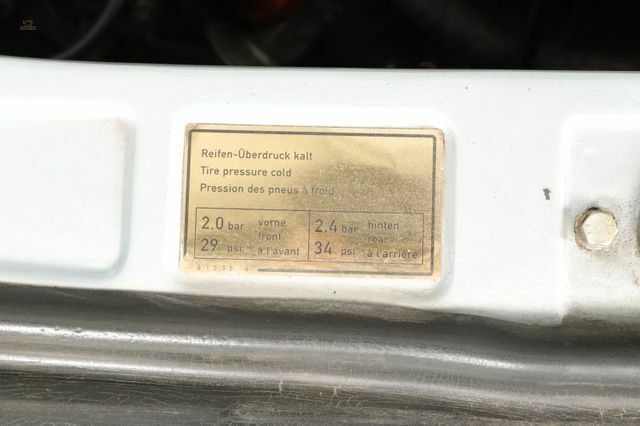 Reifen-Überdruck kalt
Tire pressure cold
Pression des pneus à froid
2.0 bar vorne 2.4 bar hinten
29 psi front 34 psi rear
à l'avant à l'arrière